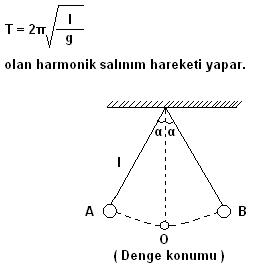 T = 2π√l/g
olan harmonik salınım hareketi yapar.
α α
l
A B
O
( Denge konumu )